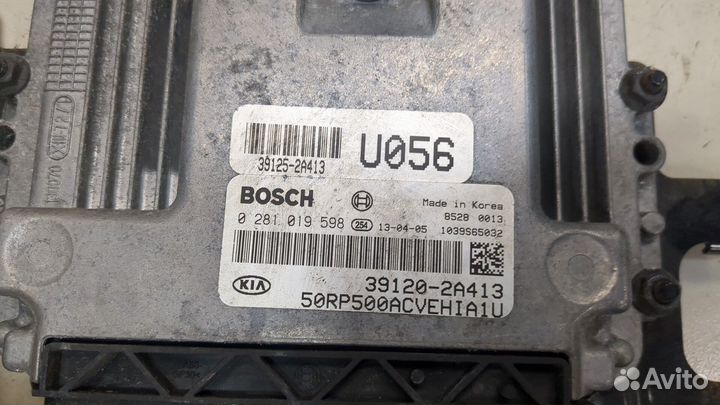 39125-2A413
U056
BOSCH
Made in Korea
8528 0013
0 281 019 598 254 13-04-05 1039S65032
KIA
39120-2A413
50RP500ACVEHIA1U
Avito